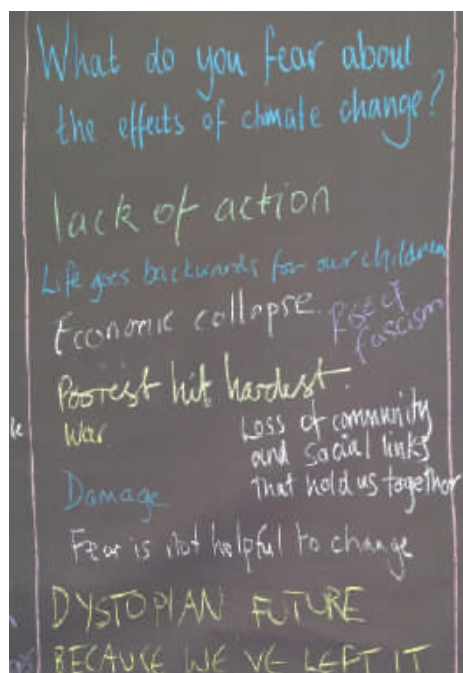 What do you fear about
the effects of climate change?
lack of action
Life goes backwards for our children
Economic collapse
Rise of
fascism
Poorest hit hardest.
War
Loss of community
and social links
that hold us together
Damage
Fear is not helpful to change
DYSTOPIAN FUTURE
BECAUSE WE'VE LEFT IT